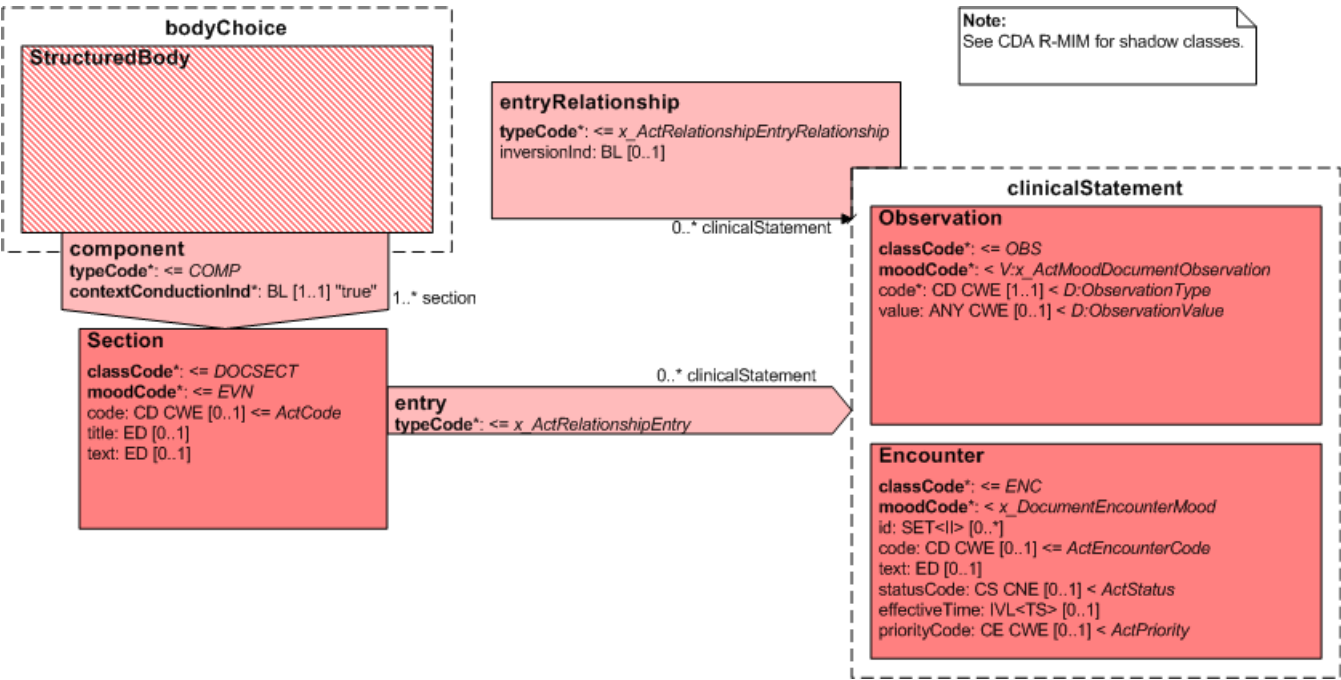 bodyChoice
StructuredBody
component
typeCode*: <= COMP
contextConductionInd*: BL [1..1] "true"
1..* section
Section
classCode*: <= DOCSECT
moodCode*: <= EVN
code: CD CWE [0..1] <= ActCode
title: ED [0..1]
text: ED [0..1]
entryRelationship
typeCode*: <= x_ActRelationshipEntryRelationship
inversionInd: BL [0..1]
0..* clinicalStatement
0..* clinicalStatement
entry
typeCode*: <= x_ActRelationshipEntry
Note:
See CDA R-MIM for shadow classes.
clinicalStatement
Observation
classCode*: <= OBS
moodCode*: < V:x_ActMoodDocumentObservation
code*: CD CWE [1..1] < D:ObservationType
value: ANY CWE [0..1] < D:ObservationValue
Encounter
classCode*: <= ENC
moodCode*: < x_DocumentEncounterMood
id: SET<II> [0..*]
code: CD CWE [0..1] <= ActEncounterCode
text: ED [0..1]
statusCode: CS CNE [0..1] < ActStatus
effectiveTime: IVL<TS> [0..1]
priorityCode: CE CWE [0..1] < ActPriority